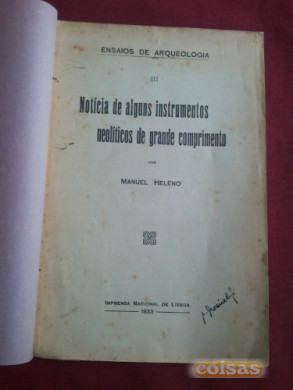 ENSAIOS DE ARQUEOLOGIA
III
Notícia de alguns instrumentos
neolíticos de grande comprimento
POR
MANUEL HELENO
IMPRENSA NACIONAL DE LISBOA
1933
coisas